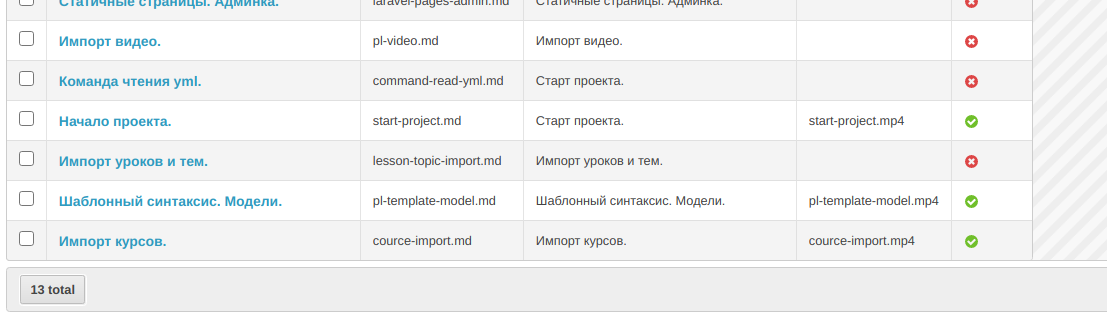 Статичные страницы. Админка. laravel-pages-admin.md Статичные страницы. Админка.
Импорт видео. pl-video.md Импорт видео.
Команда чтения yml. command-read-yml.md Старт проекта.
Начало проекта. start-project.md Старт проекта. start-project.mp4
Импорт уроков и тем. lesson-topic-import.md Импорт уроков и тем.
Шаблонный синтаксис. Модели. pl-template-model.md Шаблонный синтаксис. Модели. pl-template-model.mp4
Импорт курсов. cource-import.md Импорт курсов. cource-import.mp4
13 total